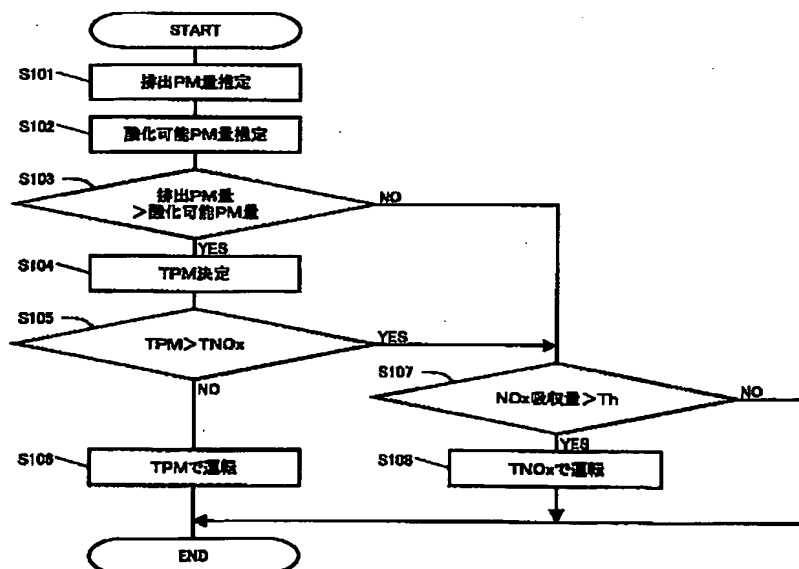 START
S101
排出PM量推定
S102
酸化可能PM量推定
S103
排出PM量
>酸化可能PM量
NO
YES
S104
TPM決定
S105
TPM>TNOx
YES
NO
S107
NOx吸収量>Th
NO
YES
S106
TPMで運転
S108
TNOxで運転
END